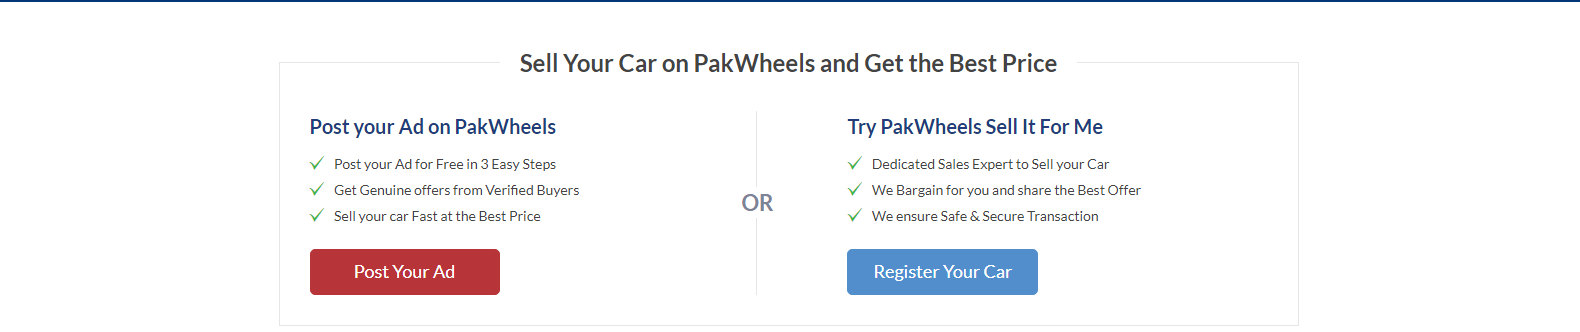 Sell Your Car on PakWheels and Get the Best Price
Post your Ad on PakWheels
Post your Ad for Free in 3 Easy Steps
Get Genuine offers from Verified Buyers
Sell your car Fast at the Best Price
Post Your Ad
OR
Try PakWheels Sell It For Me
Dedicated Sales Expert to Sell your Car
We Bargain for you and share the Best Offer
We ensure Safe & Secure Transaction
Register Your Car